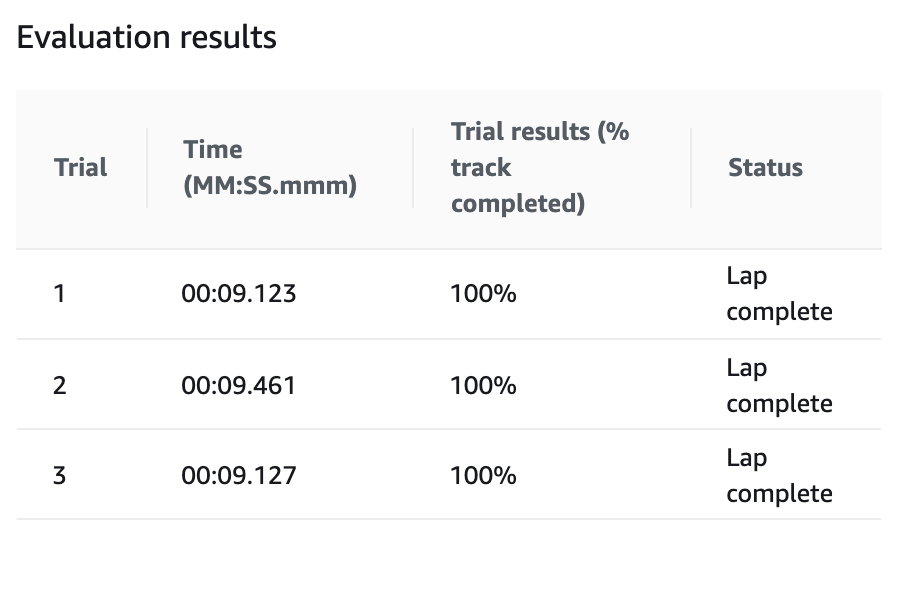 Evaluation results
Trial
Time
(MM:SS.mmm)
Trial results (%
track
completed)
Status
1
00:09.123
100%
Lap
complete
2
00:09.461
100%
Lap
complete
3
00:09.127
100%
Lap
complete